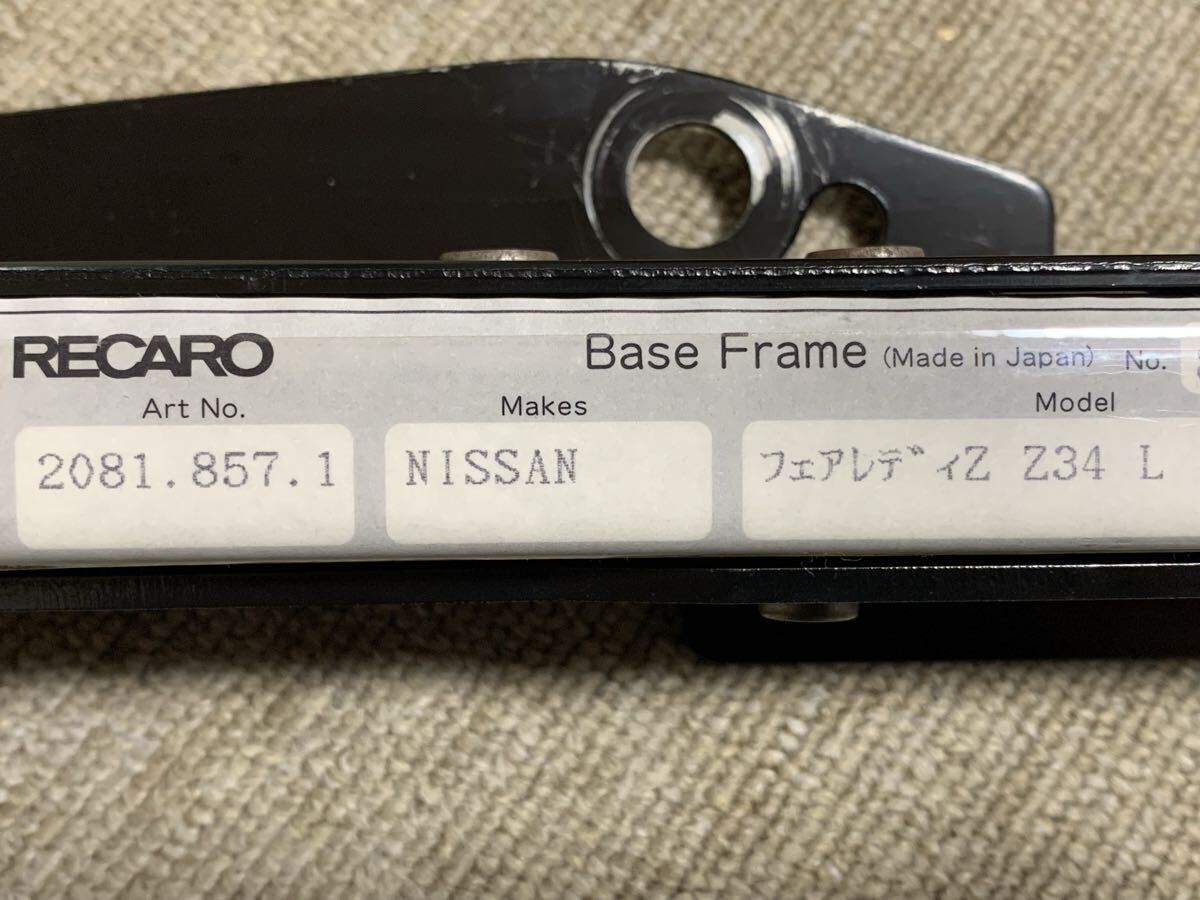 RECARO Base Frame (Made in Japan) No.
Art No. Makes Model
2081.857.1 NISSAN フェアレディZ Z34 L